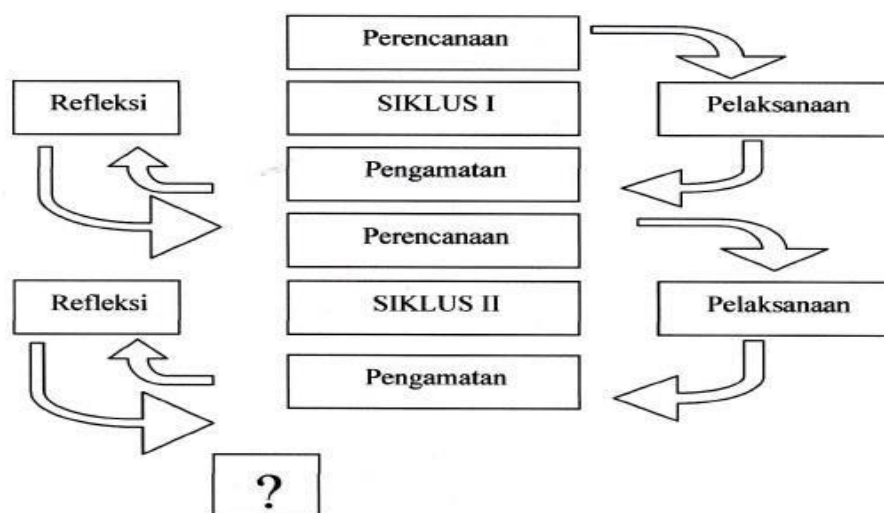 Perencanaan
Refleksi
SIKLUS I
Pelaksanaan
Pengamatan
Perencanaan
Refleksi
SIKLUS II
Pelaksanaan
Pengamatan
?